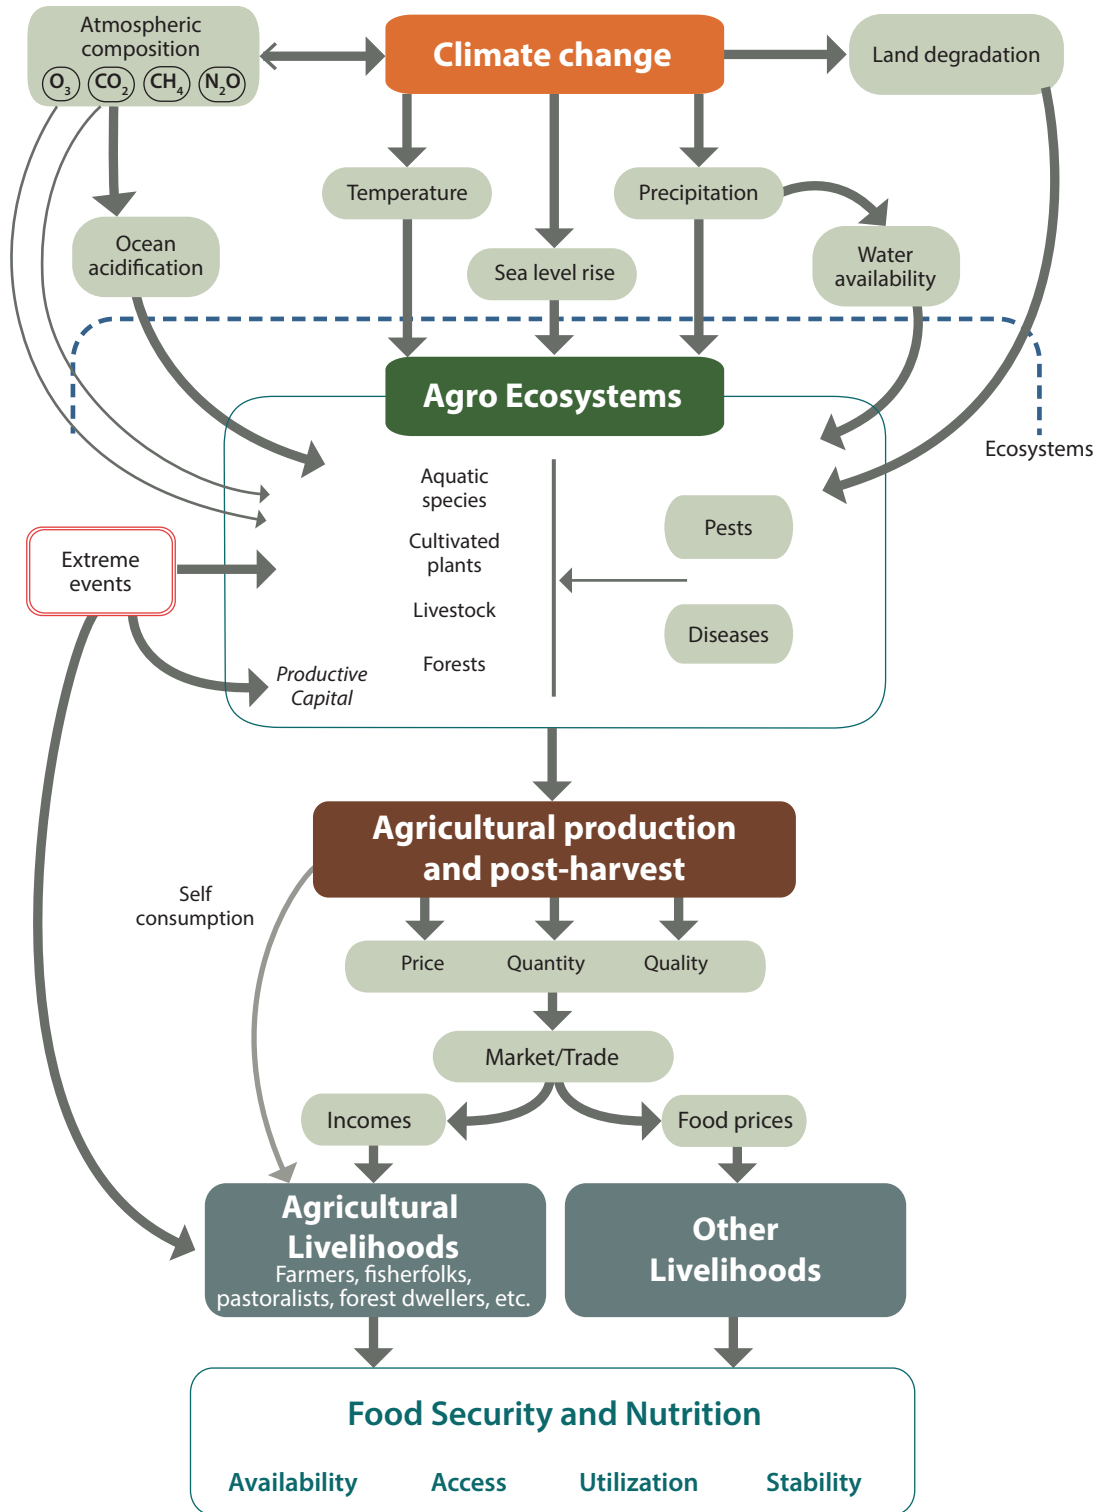 Atmospheric
composition
O₃ CO₂ CH₄ N₂O
Climate change
Land degradation
Temperature
Precipitation
Ocean
acidification
Sea level rise
Water
availability
Agro Ecosystems
Ecosystems
Aquatic
species
Cultivated
plants
Livestock
Forests
Pests
Diseases
Extreme
events
Productive
Capital
Agricultural production
and post-harvest
Self
consumption
Price Quantity Quality
Market/Trade
Incomes
Food prices
Agricultural
Livelihoods
Farmers, fisherfolks,
pastoralists, forest dwellers, etc.
Other
Livelihoods
Food Security and Nutrition
Availability Access Utilization Stability